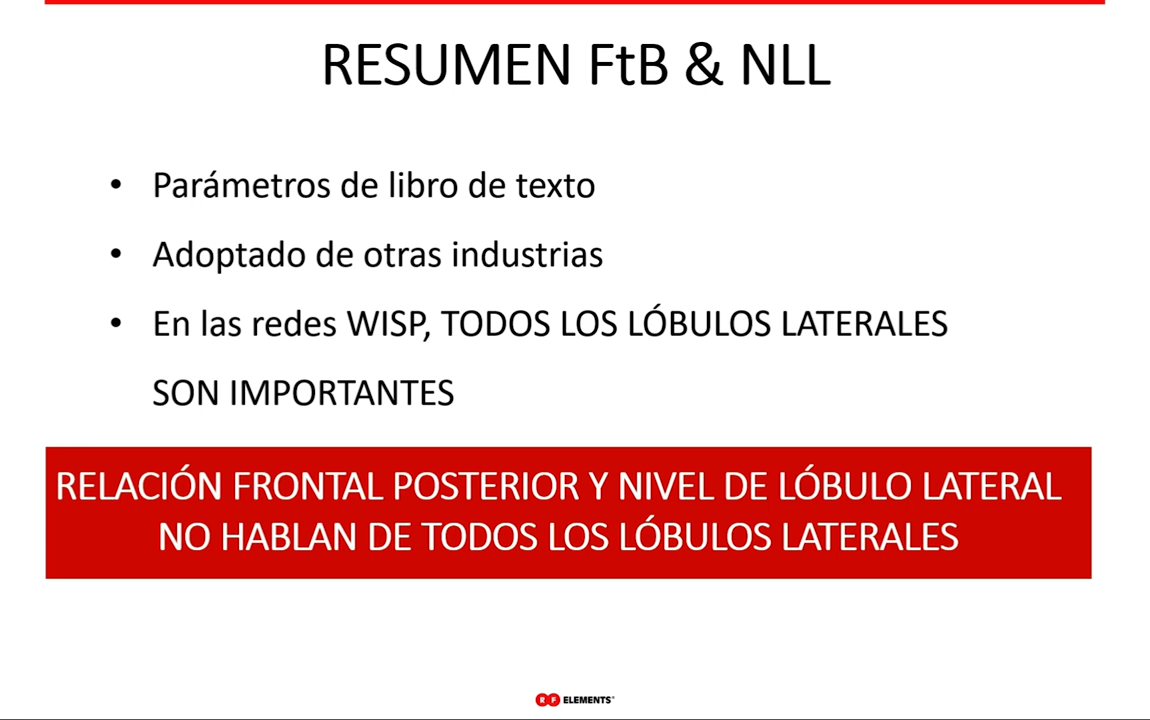 RESUMEN FtB & NLL
• Parámetros de libro de texto
• Adoptado de otras industrias
• En las redes WISP, TODOS LOS LÓBULOS LATERALES
SON IMPORTANTES
RELACIÓN FRONTAL POSTERIOR Y NIVEL DE LÓBULO LATERAL
NO HABLAN DE TODOS LOS LÓBULOS LATERALES
RF ELEMENTS